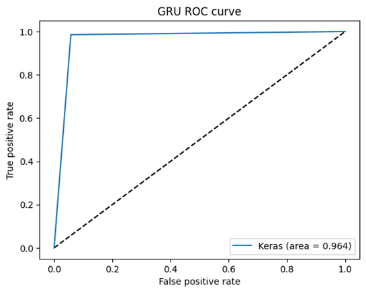 GRU ROC curve
True positive rate
1.0
0.8
0.6
0.4
0.2
0.0
Keras (area = 0.964)
0.0 0.2 0.4 0.6 0.8 1.0
False positive rate